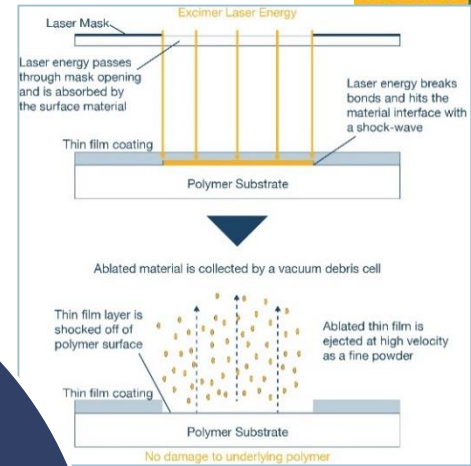 Excimer Laser Energy
Laser Mask
Laser energy passes
through mask opening
and is absorbed by
the surface material
Laser energy breaks
bonds and hits the
material interface with
a shock-wave
Thin film coating
Polymer Substrate
Ablated material is collected by a vacuum debris cell
Thin film layer is
shocked off of
polymer surface
Ablated thin film is
ejected at high velocity
as a fine powder
Thin film coating
Polymer Substrate
No damage to underlying polymer